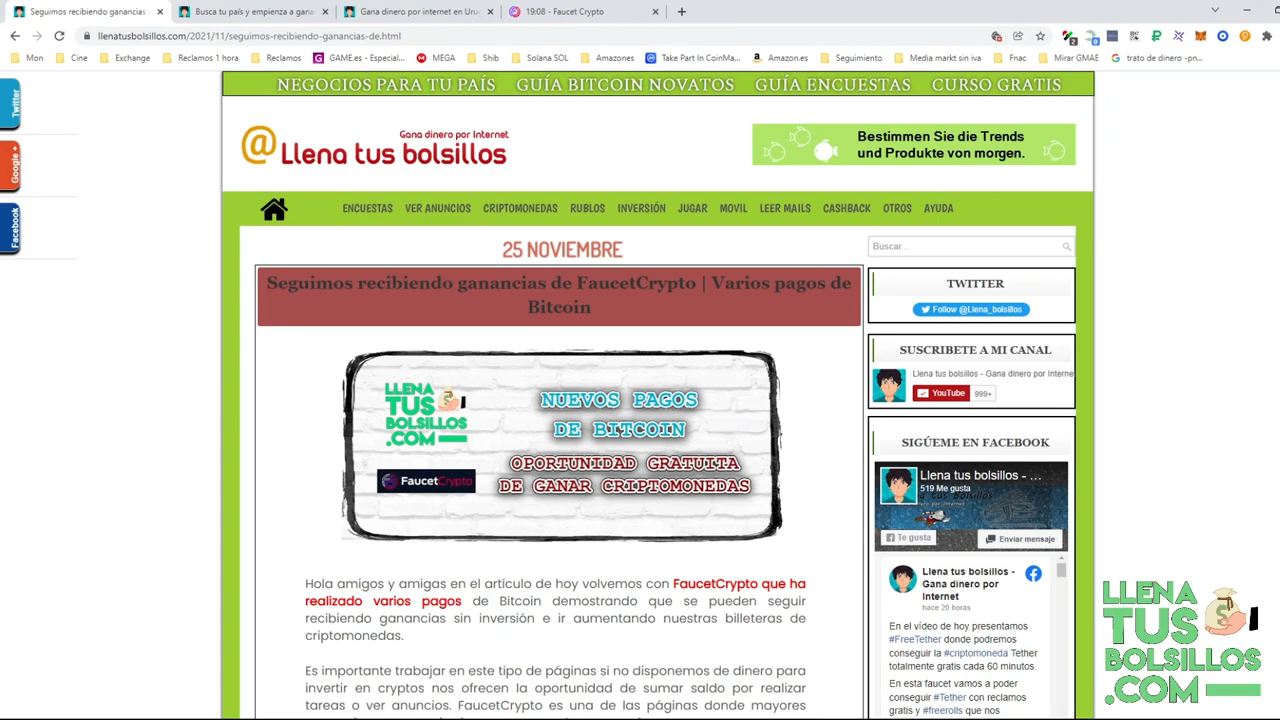 Seguimos recibiendo ganancias
Busca tu país y empienza a ganar
Gana dinero por internet en Uru
19:08 - Faucet Crypto
llenatusbolsillos.com/2021/11/seguimos-recibiendo-ganancias-de.html
Mon
Cine
Exchange
Reclamos 1 hora
Reclamos
GAME.es - Especial...
MEGA
Shib
Solana SOL
Amazones
Take Part In CoinMa...
Amazon.es
Seguimiento
Media markt sin iva
Fnac
Mirar GMAE
trato de dinero -pn...
NEGOCIOS PARA TU PAÍS GUÍA BITCOIN NOVATOS GUÍA ENCUESTAS CURSO GRATIS
Twitter
Google +
Facebook
@Llena tus bolsillos
Gana dinero por Internet
Bestimmen Sie die Trends
und Produkte von morgen.
ENCUESTAS VER ANUNCIOS CRIPTOMONEDAS RUBLOS INVERSIÓN JUGAR MOVIL LEER MAILS CASHBACK OTROS AYUDA
25 NOVIEMBRE
Seguimos recibiendo ganancias de FaucetCrypto | Varios pagos de
Bitcoin
LLENA
TUS
BOLSILLOS
.COM
FaucetCrypto
NUEVOS PAGOS
DE BITCOIN
OPORTUNIDAD GRATUITA
DE GANAR CRIPTOMONEDAS
Hola amigos y amigas en el artículo de hoy volvemos con FaucetCrypto que ha
realizado varios pagos de Bitcoin demostrando que se pueden seguir
recibiendo ganancias sin inversión e ir aumentando nuestras billeteras de
criptomonedas.
Es importante trabajar en este tipo de páginas si no disponemos de dinero para
invertir en cryptos nos ofrecen la oportunidad de sumar saldo por realizar
tareas o ver anuncios. FaucetCrypto es una de las páginas donde mayores
Buscar...
TWITTER
Follow @Llena_bolsillos
SUSCRIBETE A MI CANAL
Llena tus bolsillos - Gana dinero por Interne
YouTube 999+
SIGÚEME EN FACEBOOK
Llena tus bolsillos - ...
519 Me gusta
Te gusta
Enviar mensaje
Llena tus bolsillos -
Gana dinero por
Internet
hace 20 horas
En el vídeo de hoy presentamos
#FreeTether donde podremos
conseguir la #criptomoneda Tether
totalmente gratis cada 60 minutos.
En esta faucet vamos a poder
conseguir #Tether con reclamos
gratis y #freerolls que nos
LLENA
TUS
BOLSILLOS
.COM